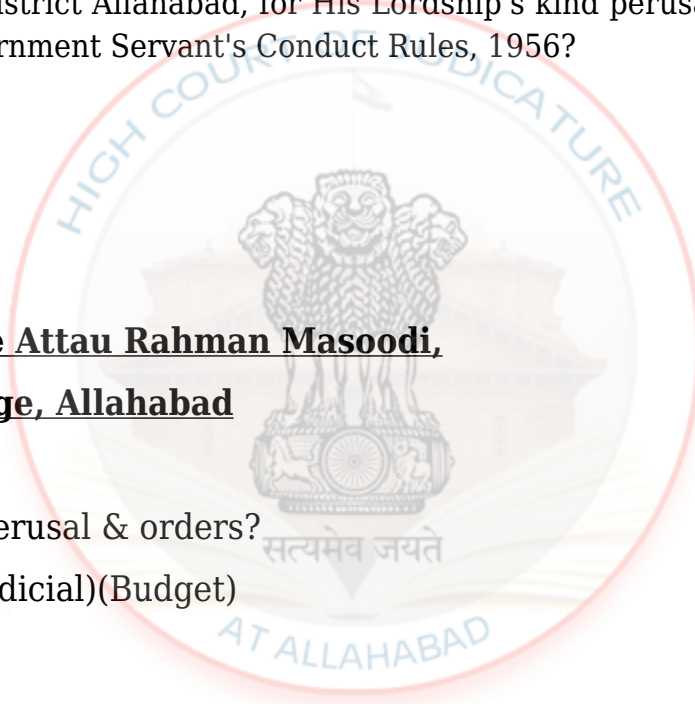 istrict Allahabad, for His Lordship's kind perusa
rnment Servant's Conduct Rules, 1956?
HIGH COURT OF JUDICATURE
e Attau Rahman Masoodi,
ge, Allahabad
erusal & orders?
सत्यमेव जयते
dicial)(Budget)
AT ALLAHABAD